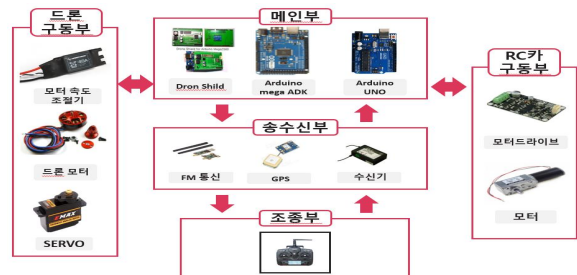 드론
구동부
모터 속도
조절기
드론 모터
EMAX
SERVO
메인부
Dron Shild
Arduino
mega ADK
Arduino
UNO
송수신부
FM 통신
GPS
수신기
조종부
RC카
구동부
모터드라이브
모터